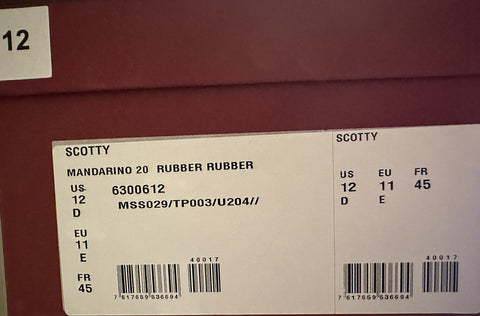 12
SCOTTY
MANDARINO 20 RUBBER RUBBER
US 6300612
12 MSS029/TP003/U204//
D
EU
11
E
FR
45
40017
7 617659 536694
SCOTTY
US EU FR
12 11 45
D E
40017
7 617659 536694